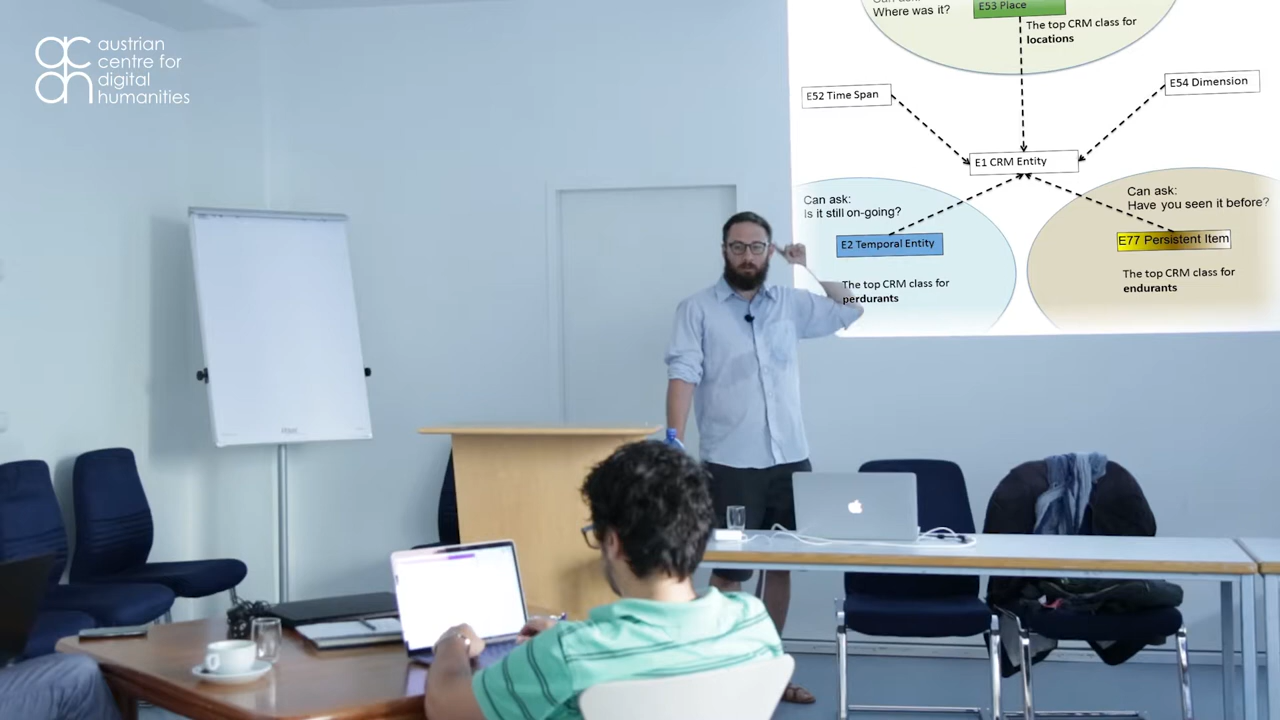 austrian
centre for
digital
humanities
Where was it?
E53 Place
The top CRM class for
locations
E52 Time Span
E54 Dimension
E1 CRM Entity
Can ask:
Is it still on-going?
E2 Temporal Entity
The top CRM class for
perdurants
Can ask:
Have you seen it before?
E77 Persistent Item
The top CRM class for
endurants